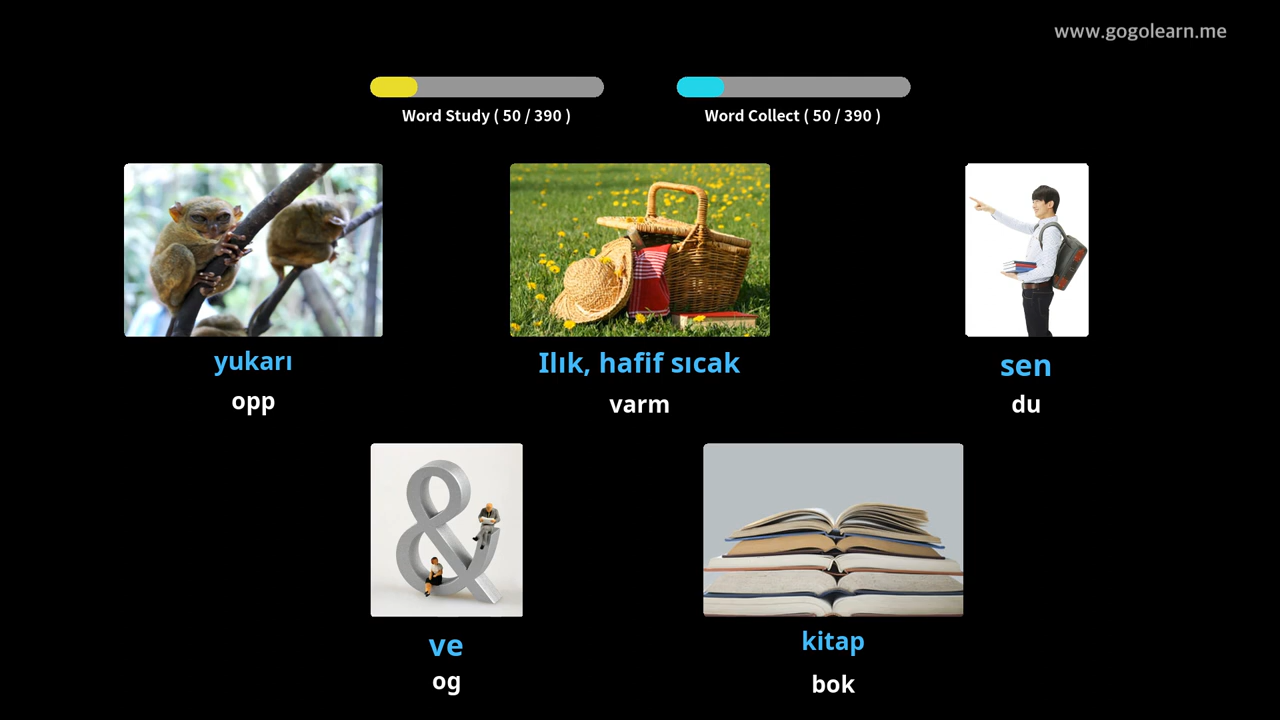 www.gogolearn.me
Word Study ( 50 / 390 )
Word Collect ( 50 / 390 )
yukarı
opp
Ilık, hafif sıcak
varm
sen
du
ve
og
kitap
bok